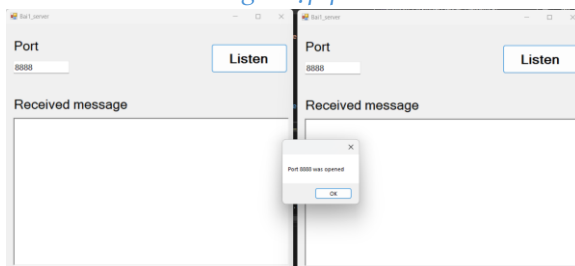 Bai1_server
Port
8888
Listen
Received message
Bai1_server
Port
8888
Listen
Received message
Port 8888 was opened
OK